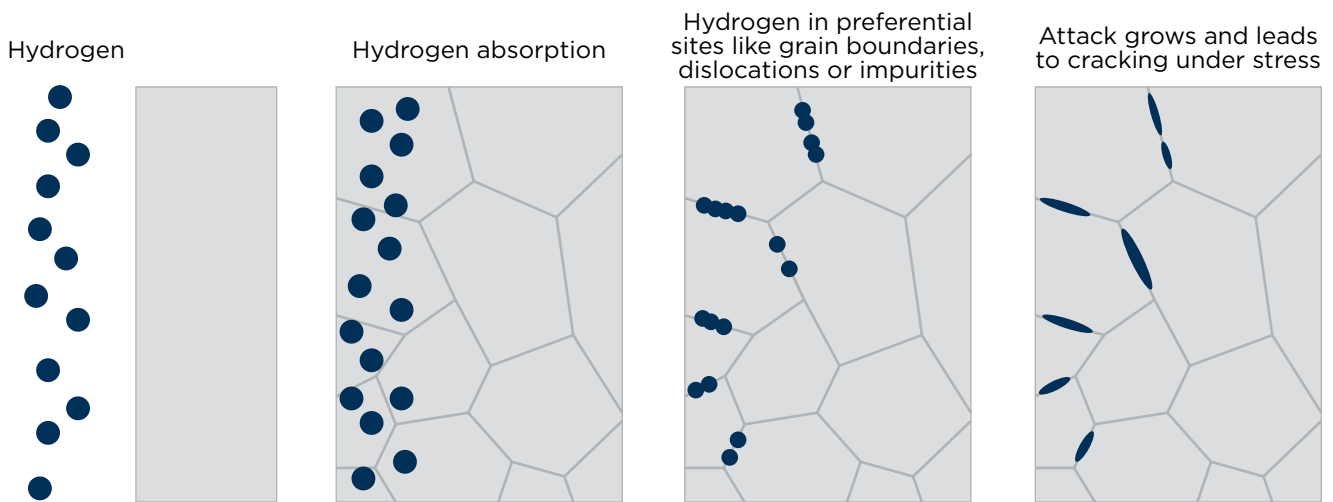 Hydrogen
Hydrogen absorption
Hydrogen in preferential
sites like grain boundaries,
dislocations or impurities
Attack grows and leads
to cracking under stress